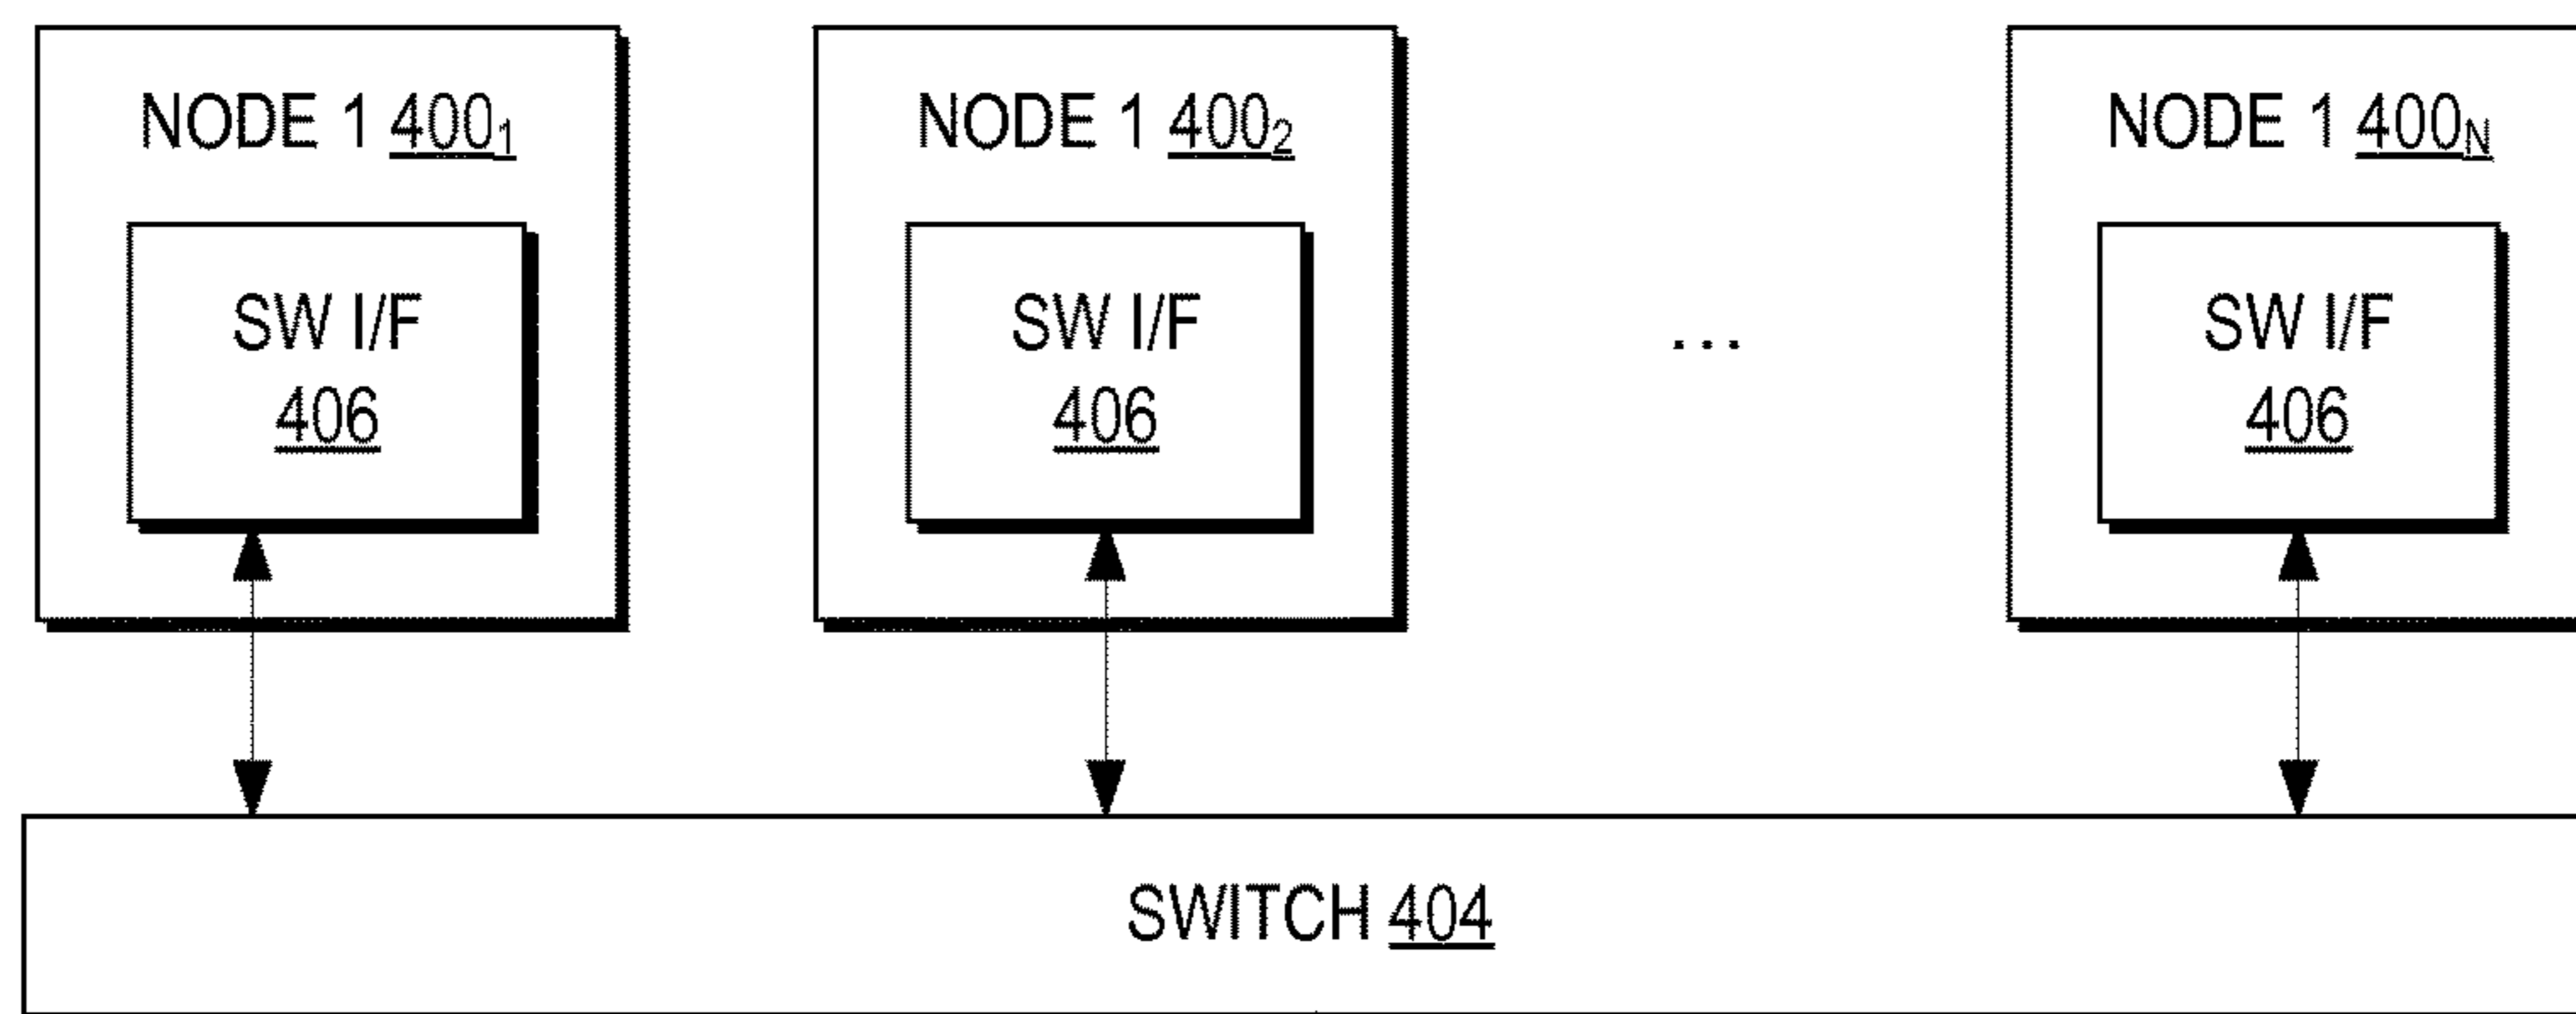 NODE 1 400₁
SW I/F
406
NODE 1 400₂
SW I/F
406
...
NODE 1 400N
SW I/F
406
SWITCH 404